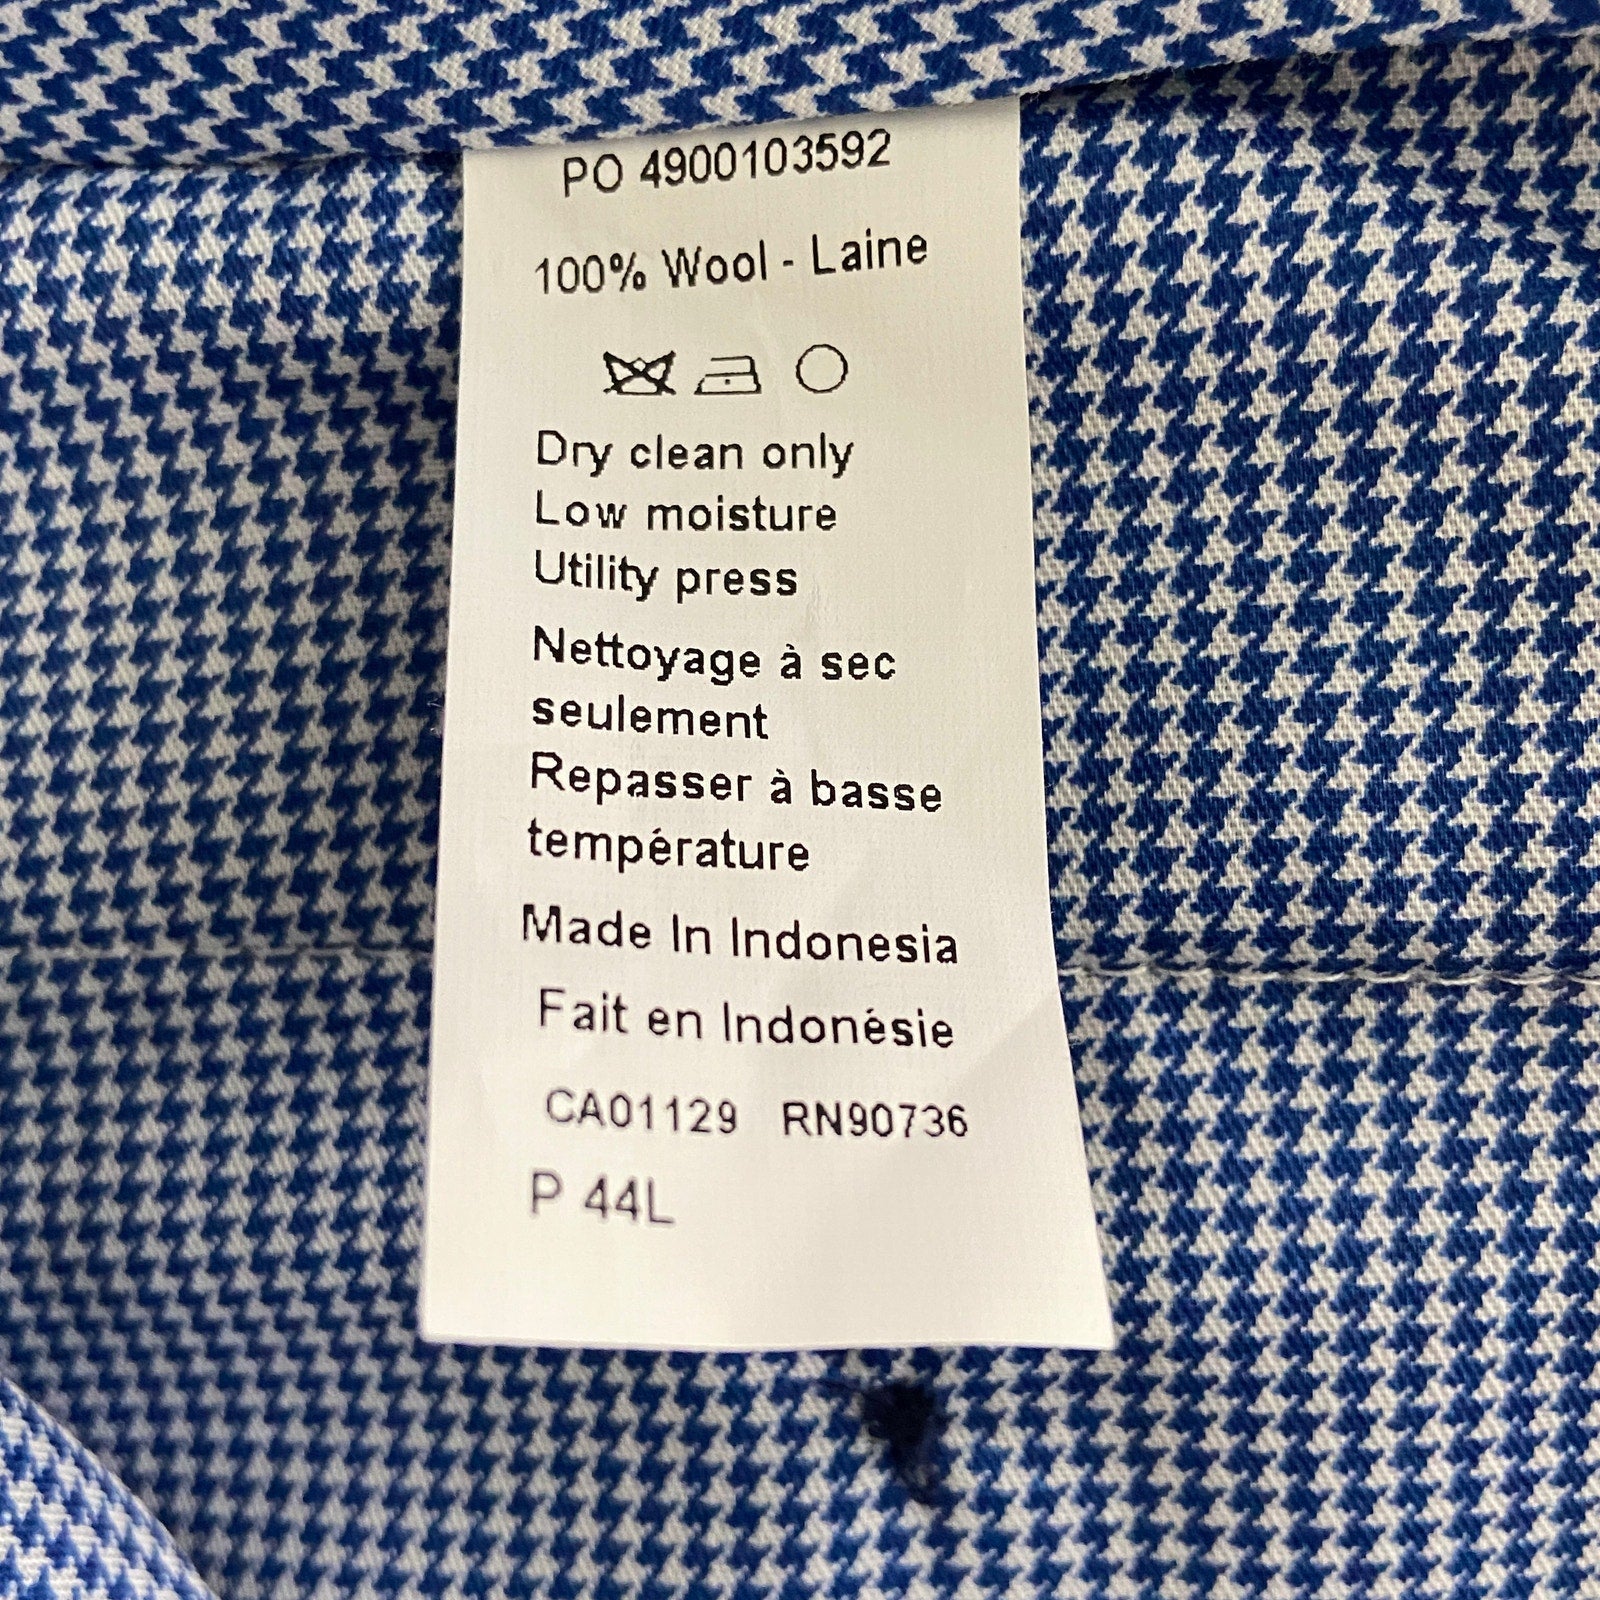 PO 4900103592
100% Wool - Laine
Dry clean only
Low moisture
Utility press
Nettoyage à sec
seulement
Repasser à basse
température
Made In Indonesia
Fait en Indonésie
CA01129 RN90736
P 44L